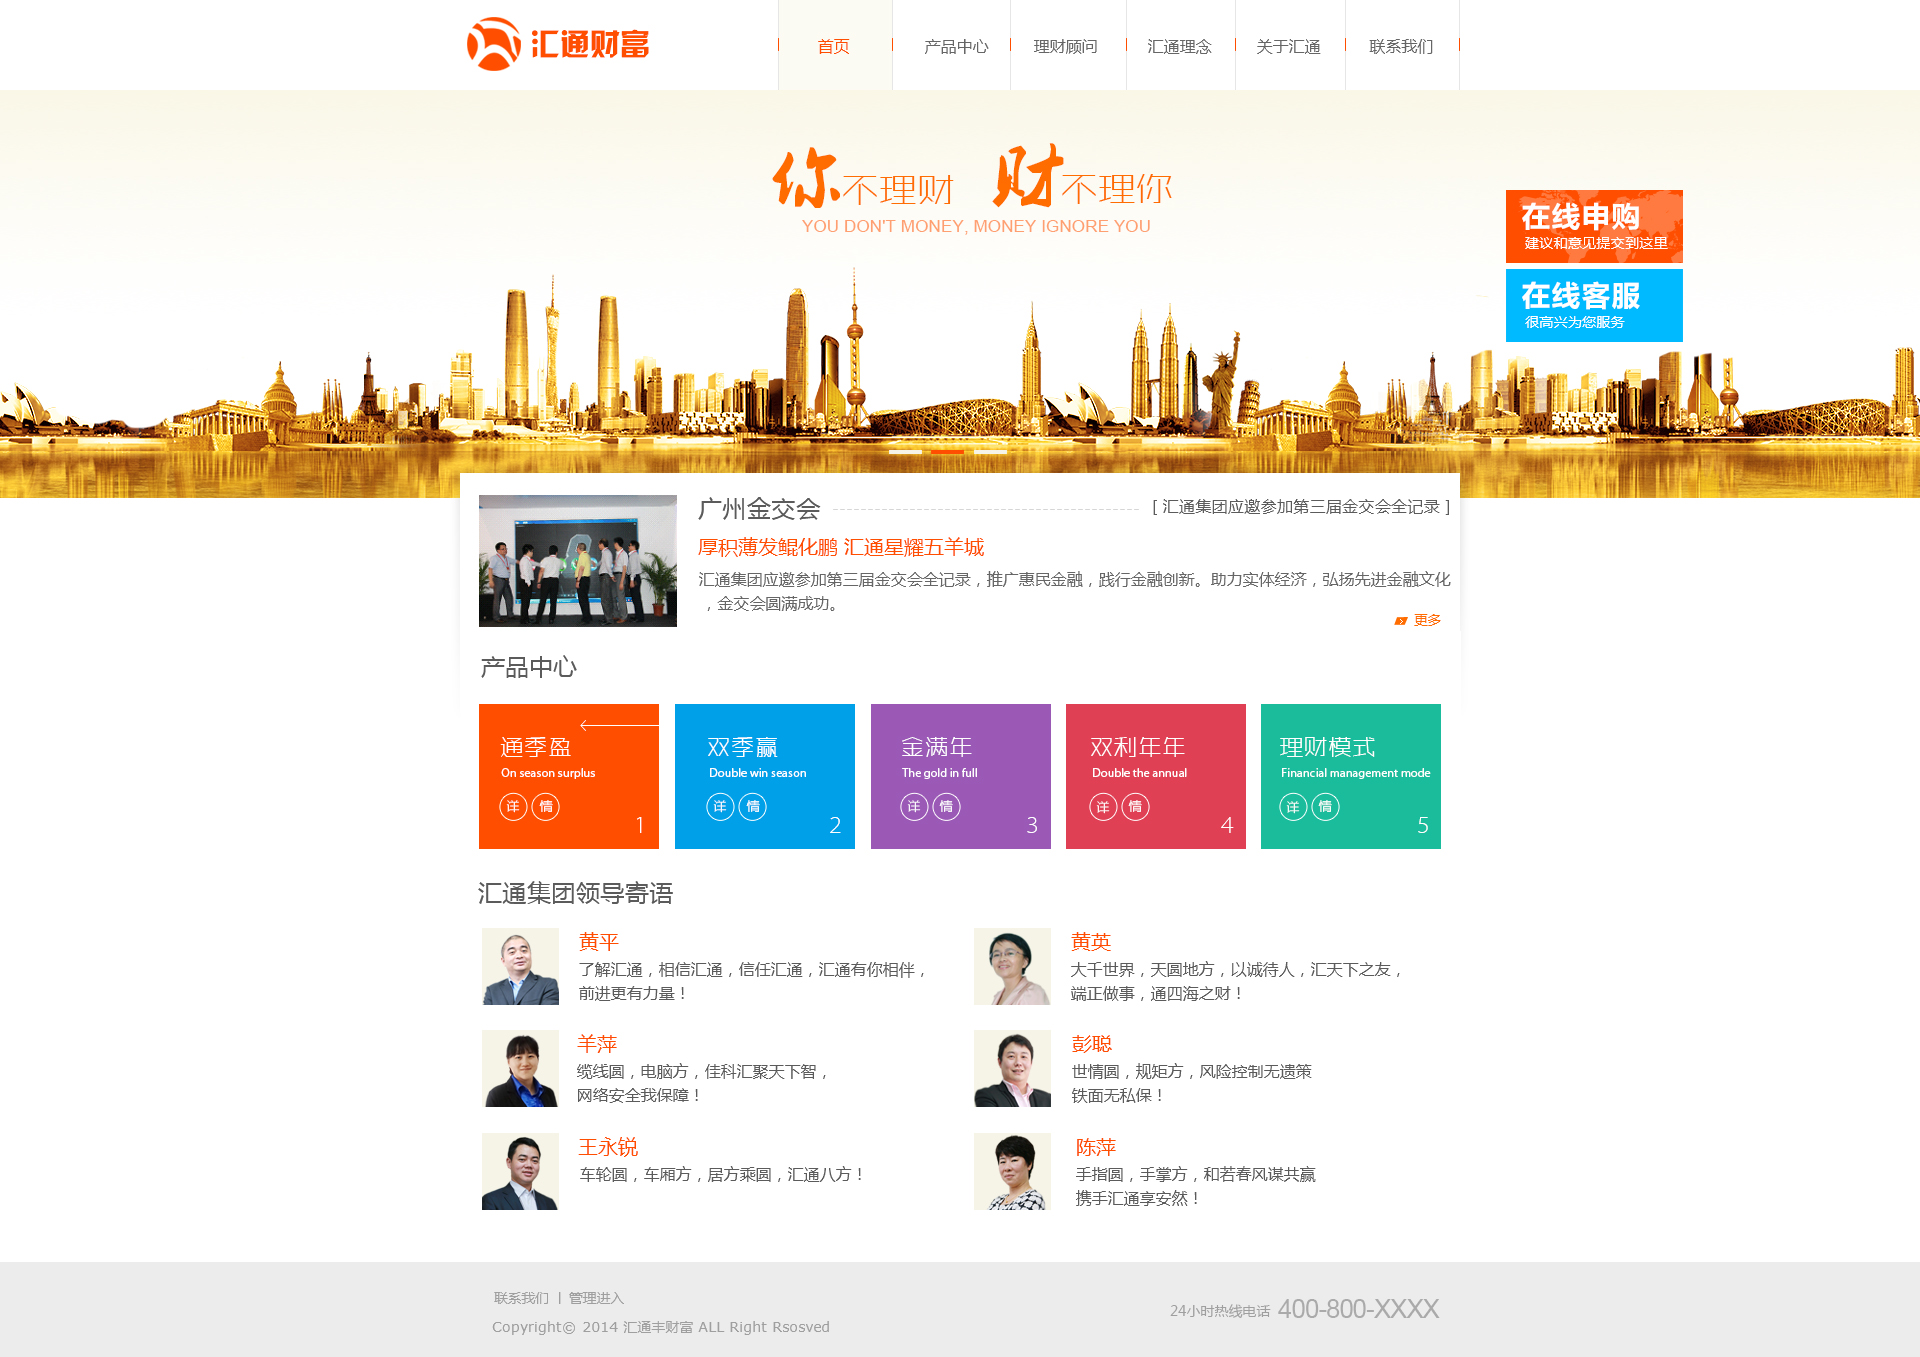 汇通财富
首页 产品中心 理财顾问 汇通理念 关于汇通 联系我们
你不理财 财不理你
YOU DON'T MONEY, MONEY IGNORE YOU
在线申购
建议和意见提交到这里
在线客服
很高兴为您服务
广州金交会
[ 汇通集团应邀参加第三届金交会全记录 ]
厚积薄发鲲化鹏 汇通星耀五羊城
汇通集团应邀参加第三届金交会全记录，推广惠民金融，践行金融创新。助力实体经济，弘扬先进金融文化
，金交会圆满成功。
更多
产品中心
通季盈
On season surplus
详 情
1
双季赢
Double win season
详 情
2
金满年
The gold in full
详 情
3
双利年年
Double the annual
详 情
4
理财模式
Financial management mode
详 情
5
汇通集团领导寄语
黄平
了解汇通，相信汇通，信任汇通，汇通有你相伴，
前进更有力量！
黄英
大千世界，天圆地方，以诚待人，汇天下之友，
端正做事，通四海之财！
羊萍
缆线圆，电脑方，佳科汇聚天下智，
网络安全我保障！
彭聪
世情圆，规矩方，风险控制无遗策
铁面无私保！
王永锐
车轮圆，车厢方，居方乘圆，汇通八方！
陈萍
手指圆，手掌方，和若春风谋共赢
携手汇通享安然！
联系我们 | 管理进入
Copyright© 2014 汇通丰财富 ALL Right Rsosved
24小时热线电话 400-800-XXXX